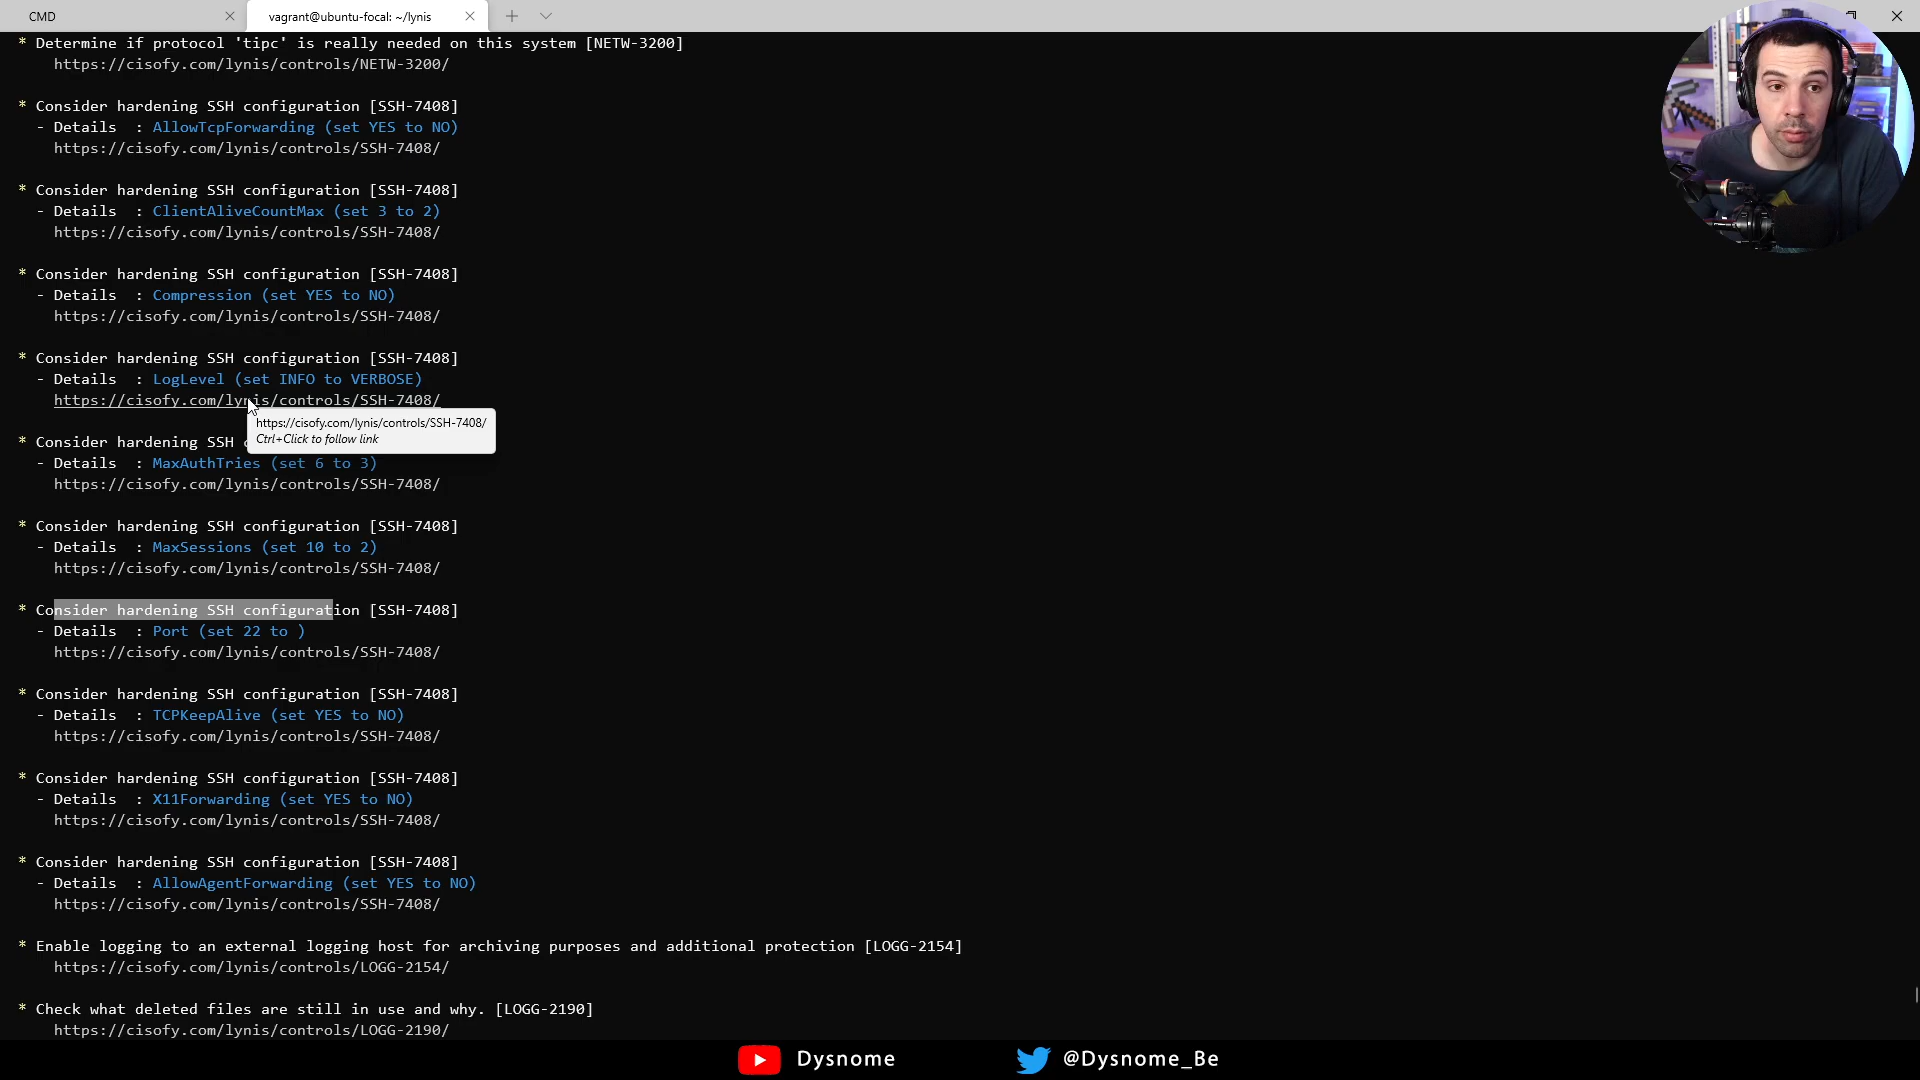 CMD
vagrant@ubuntu-focal: ~/lynis
* Determine if protocol 'tipc' is really needed on this system [NETW-3200]
https://cisofy.com/lynis/controls/NETW-3200/
* Consider hardening SSH configuration [SSH-7408]
- Details  : AllowTcpForwarding (set YES to NO)
https://cisofy.com/lynis/controls/SSH-7408/
* Consider hardening SSH configuration [SSH-7408]
- Details  : ClientAliveCountMax (set 3 to 2)
https://cisofy.com/lynis/controls/SSH-7408/
* Consider hardening SSH configuration [SSH-7408]
- Details  : Compression (set YES to NO)
https://cisofy.com/lynis/controls/SSH-7408/
* Consider hardening SSH configuration [SSH-7408]
- Details  : LogLevel (set INFO to VERBOSE)
https://cisofy.com/lynis/controls/SSH-7408/
https://cisofy.com/lynis/controls/SSH-7408/
Ctrl+Click to follow link
* Consider hardening SSH
- Details  : MaxAuthTries (set 6 to 3)
https://cisofy.com/lynis/controls/SSH-7408/
* Consider hardening SSH configuration [SSH-7408]
- Details  : MaxSessions (set 10 to 2)
https://cisofy.com/lynis/controls/SSH-7408/
* Consider hardening SSH configuration [SSH-7408]
- Details  : Port (set 22 to )
https://cisofy.com/lynis/controls/SSH-7408/
* Consider hardening SSH configuration [SSH-7408]
- Details  : TCPKeepAlive (set YES to NO)
https://cisofy.com/lynis/controls/SSH-7408/
* Consider hardening SSH configuration [SSH-7408]
- Details  : X11Forwarding (set YES to NO)
https://cisofy.com/lynis/controls/SSH-7408/
* Consider hardening SSH configuration [SSH-7408]
- Details  : AllowAgentForwarding (set YES to NO)
https://cisofy.com/lynis/controls/SSH-7408/
* Enable logging to an external logging host for archiving purposes and additional protection [LOGG-2154]
https://cisofy.com/lynis/controls/LOGG-2154/
* Check what deleted files are still in use and why. [LOGG-2190]
https://cisofy.com/lynis/controls/LOGG-2190/
Dysnome
@Dysnome_Be